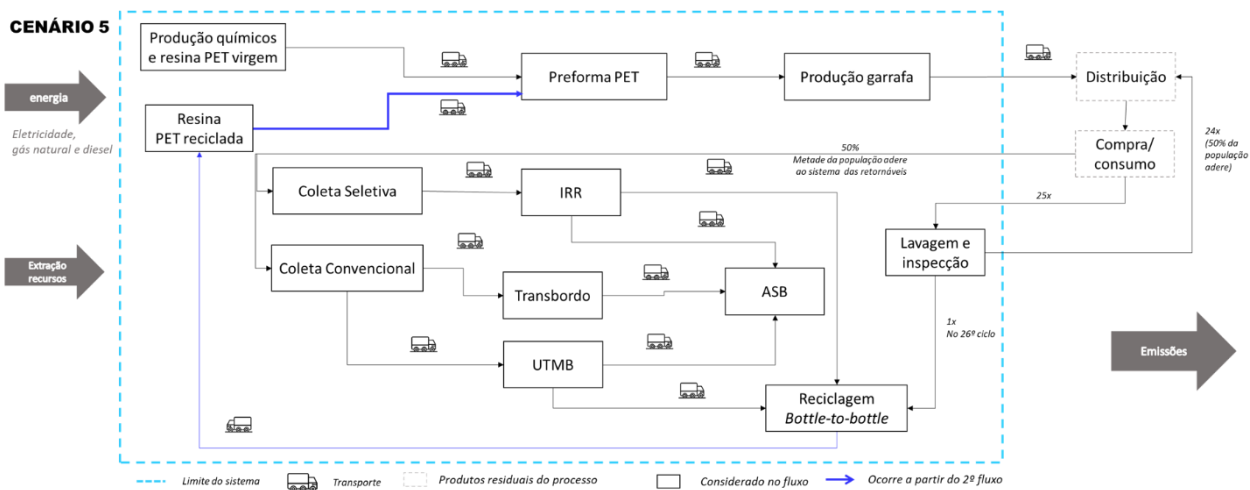 CENÁRIO 5
Produção químicos
e resina PET virgem
Preforma PET
Produção garrafa
Distribuição
energia
Eletricidade,
gás natural e diesel
Resina
PET reciclada
50%
Metade da população adere
ao sistema das retornáveis
Compra/
consumo
24x
(50% da
população
adere)
Coleta Seletiva
IRR
25x
Lavagem e
inspecção
Extração
recursos
Coleta Convencional
Transbordo
ASB
1x
No 26º ciclo
UTMB
Emissões
Reciclagem
Bottle-to-bottle
Limite do sistema
Transporte
Produtos residuais do processo
Considerado no fluxo
Ocorre a partir do 2º fluxo